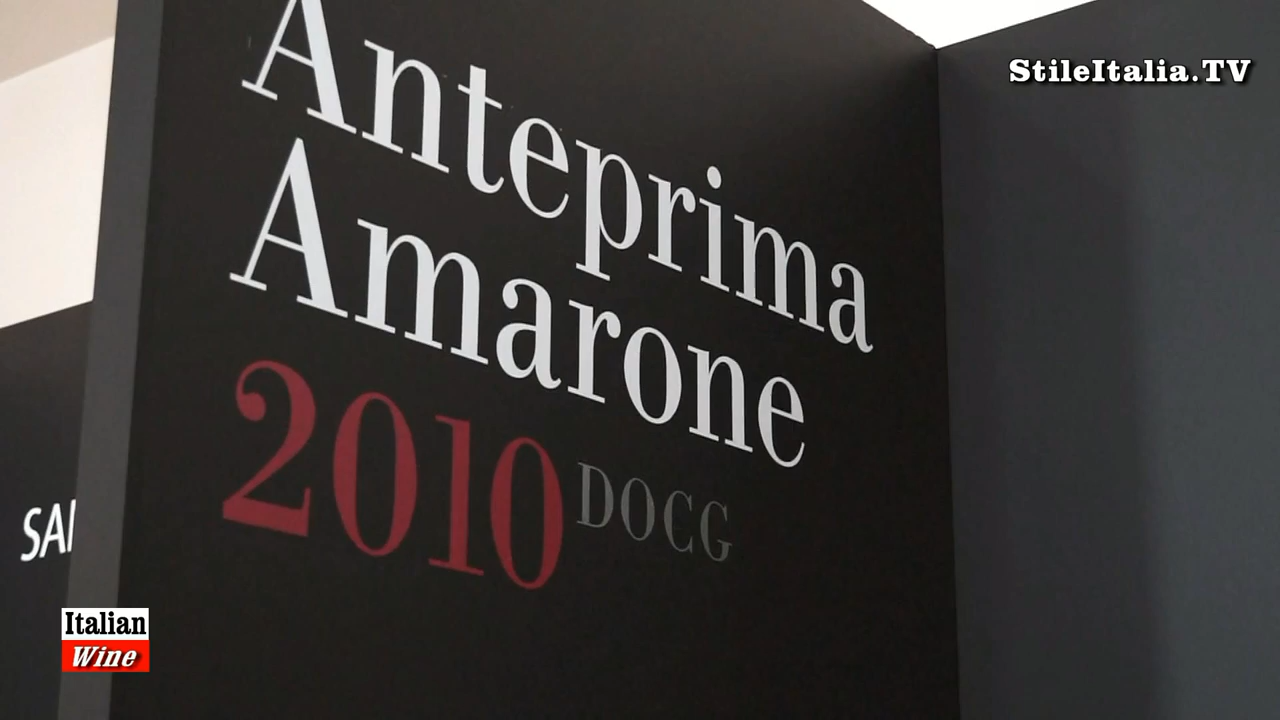 StileItalia.TV
Anteprima
Amarone
2010 DOCG
Italian
Wine